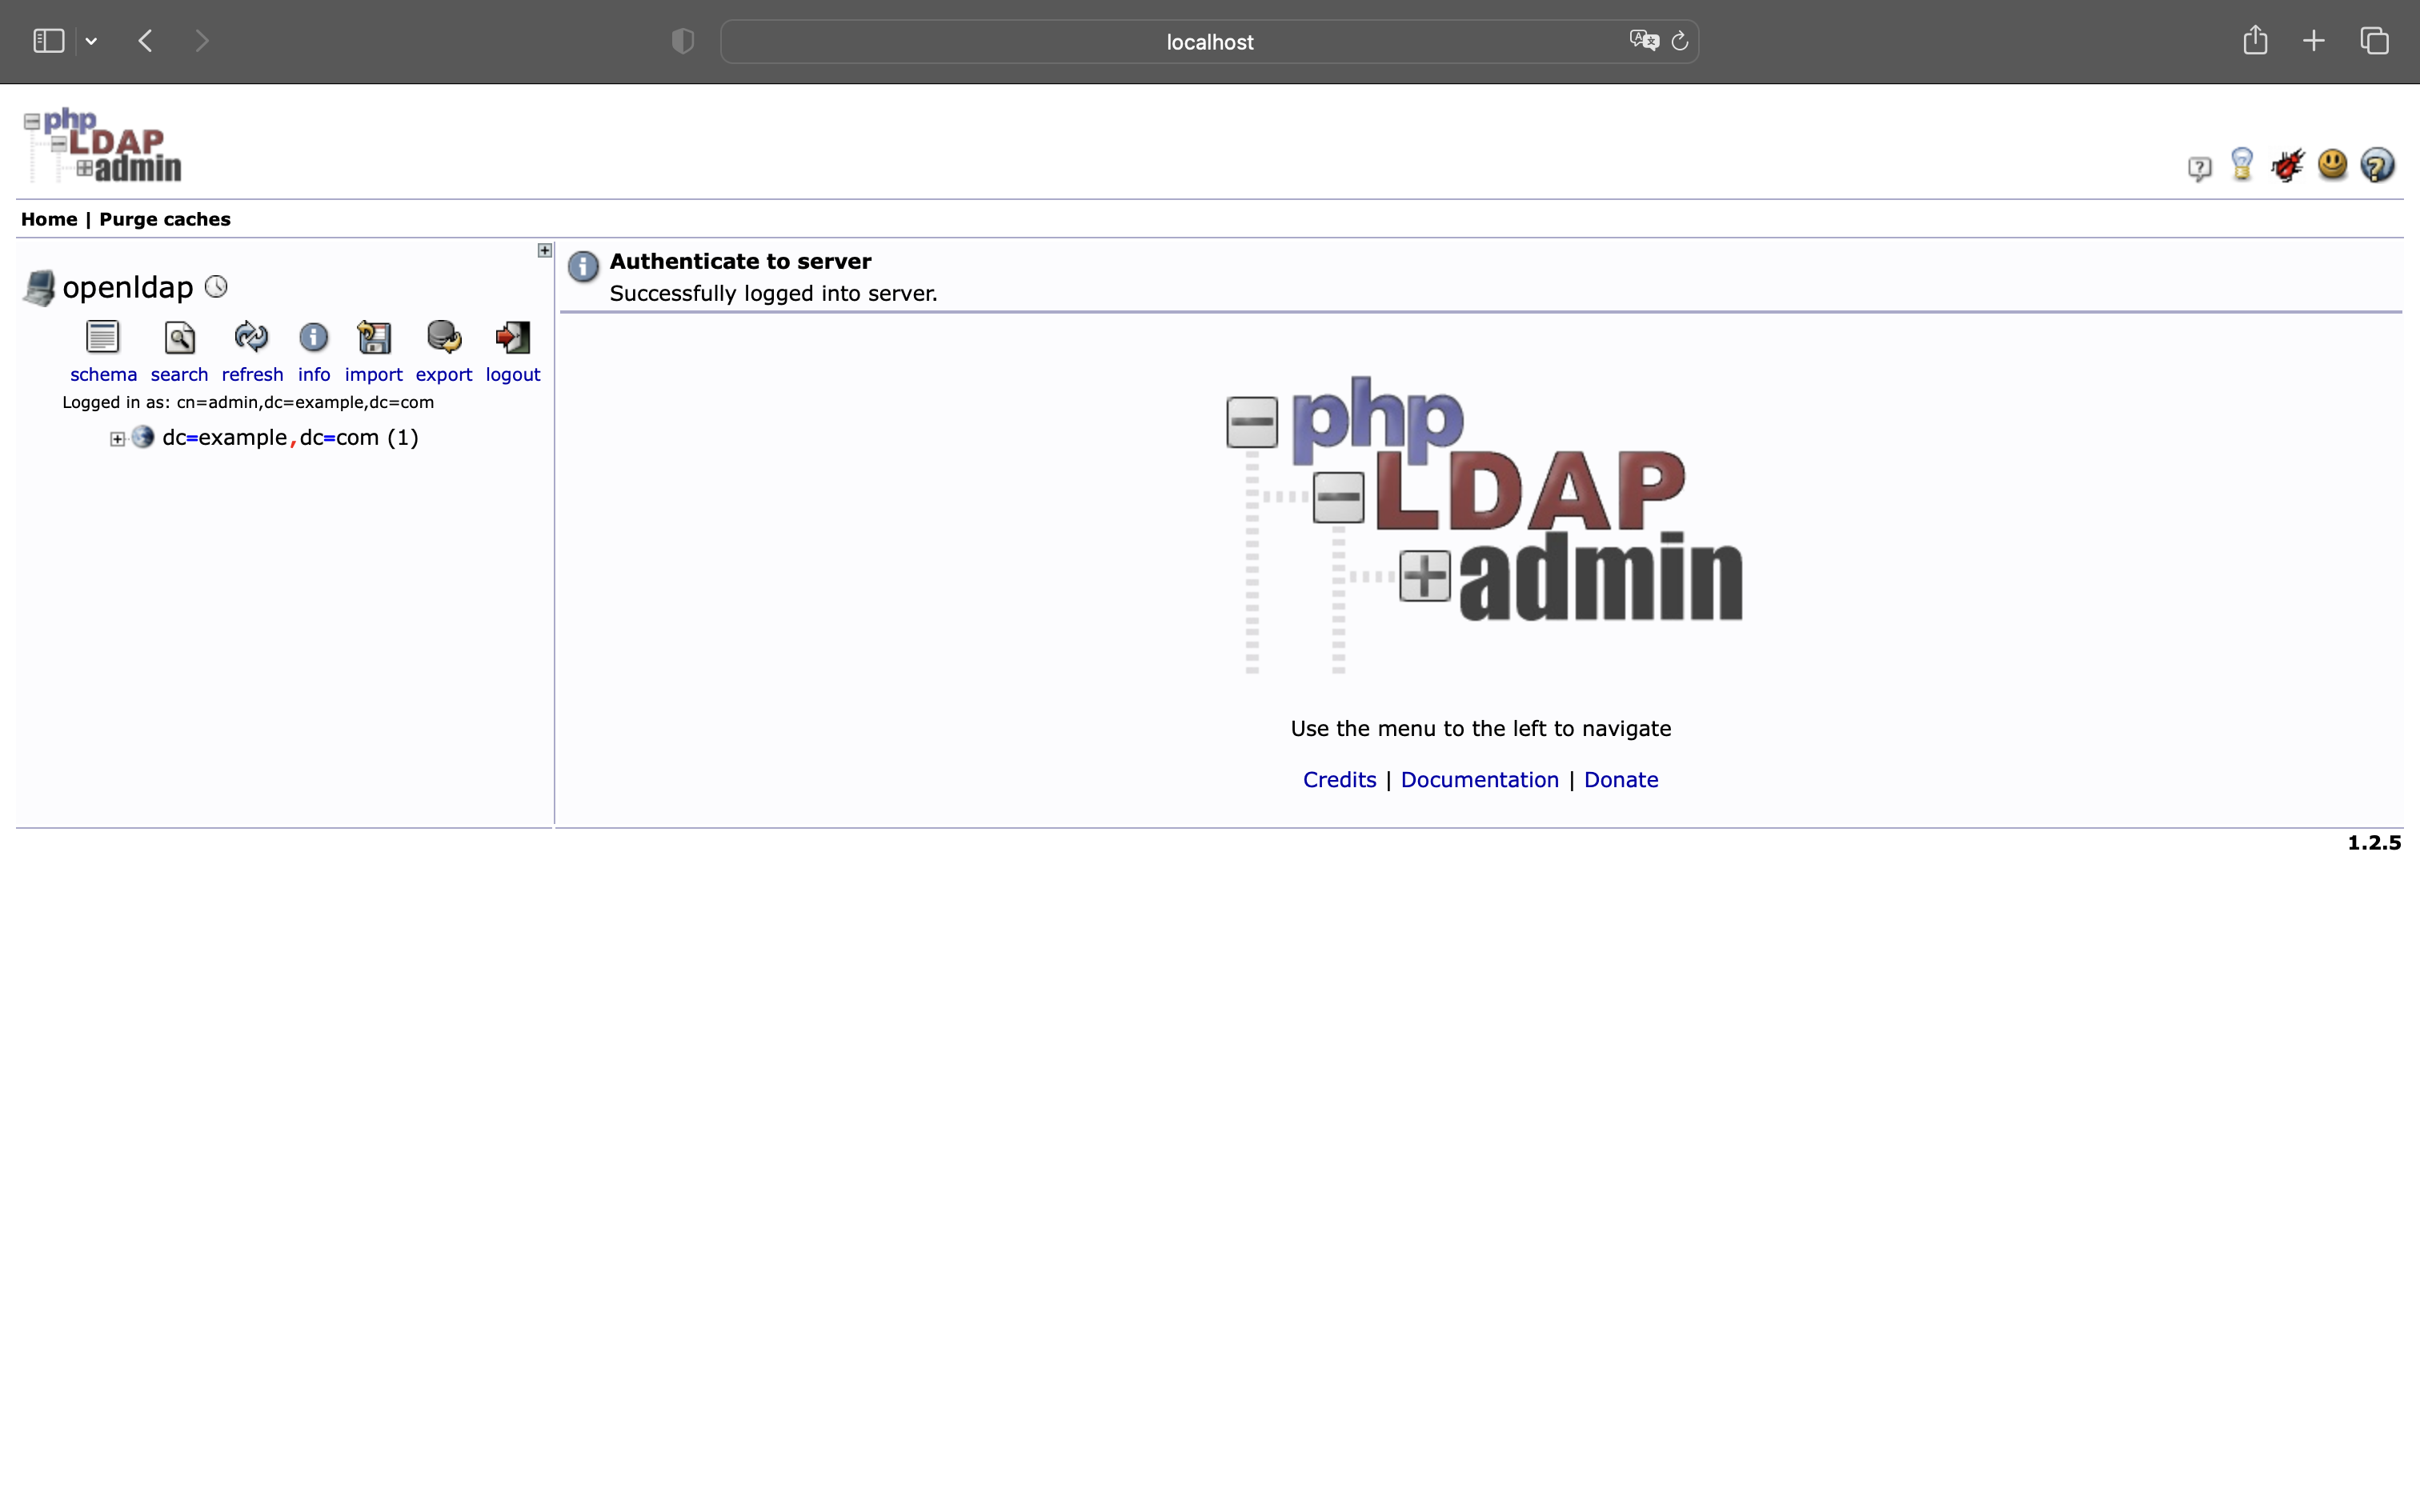 localhost
php
LDAP
admin
Home | Purge caches
openldap
schema search refresh info import export logout
Logged in as: cn=admin,dc=example,dc=com
dc=example,dc=com (1)
Authenticate to server
Successfully logged into server.
php
LDAP
admin
Use the menu to the left to navigate
Credits | Documentation | Donate
1.2.5